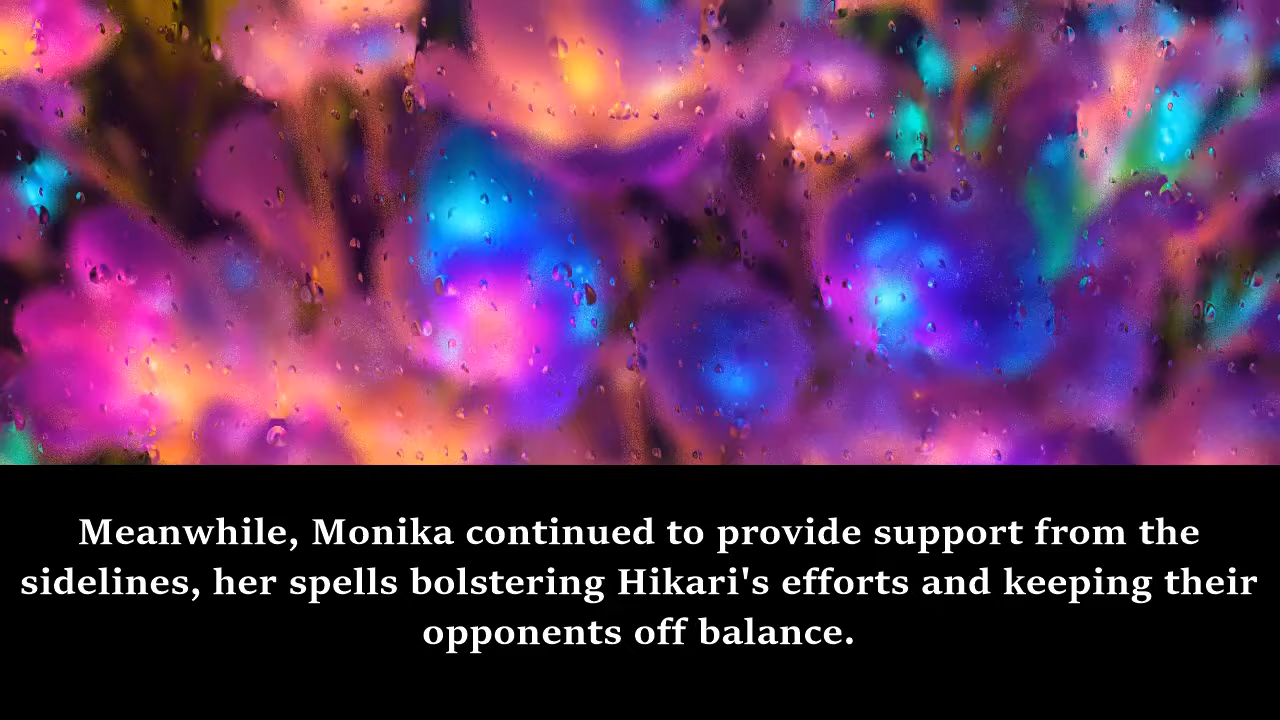 Meanwhile, Monika continued to provide support from the
sidelines, her spells bolstering Hikari's efforts and keeping their
opponents off balance.